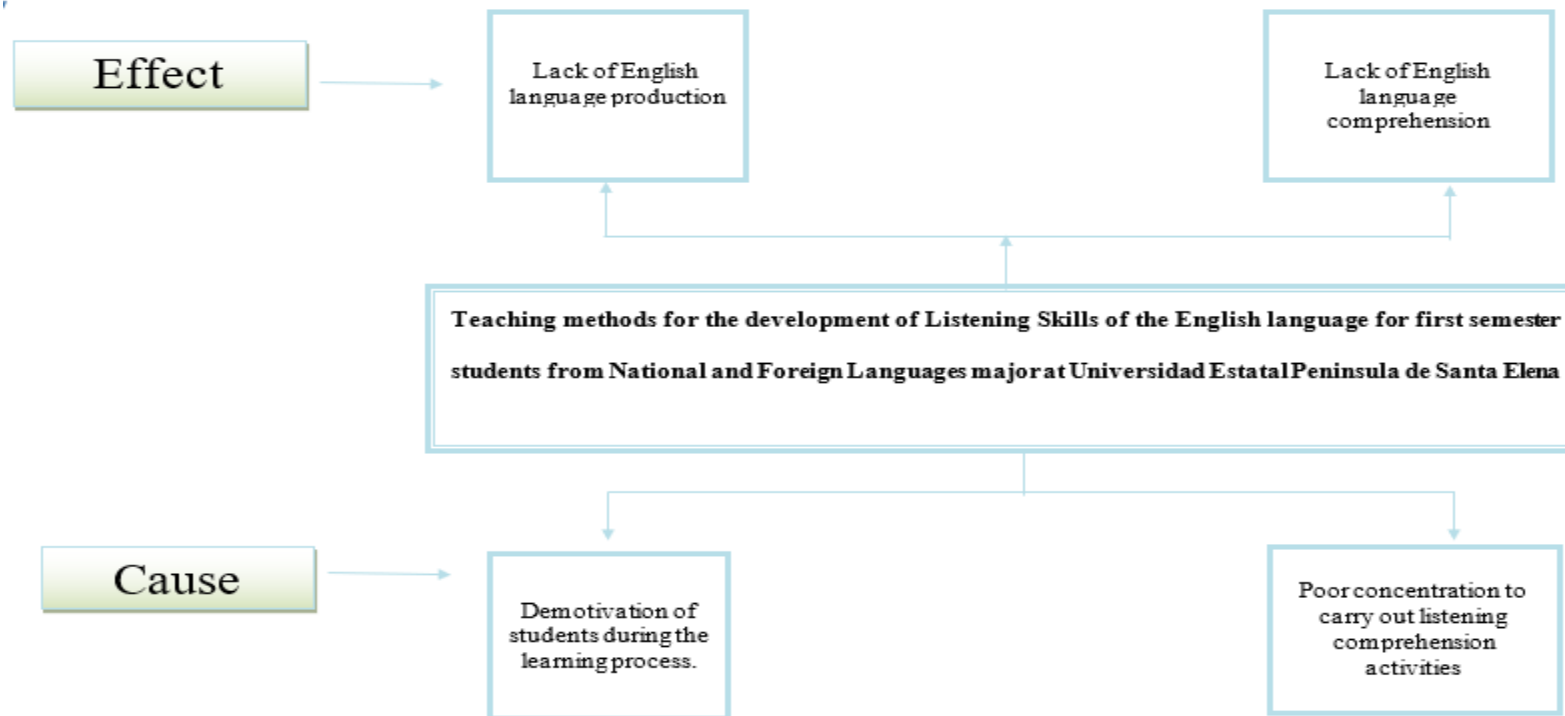 Effect
Lack of English
language production
Lack of English
language
comprehension
Teaching methods for the development of Listening Skills of the English language for first semester
students from National and Foreign Languages major at Universidad Estatal Peninsula de Santa Elena
Cause
Demotivation of
students during the
learning process.
Poor concentration to
carry out listening
comprehension
activities